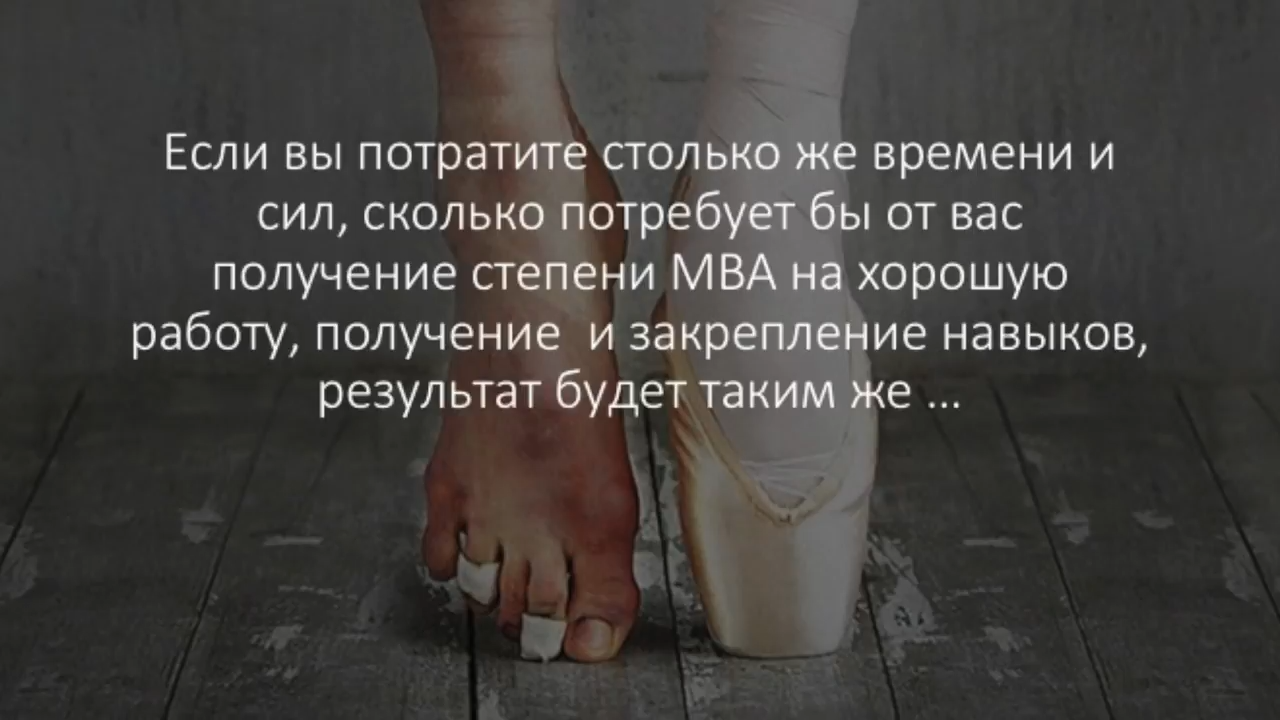 Если вы потратите столько же времени и
сил, сколько потребует бы от вас
получение степени MBA на хорошую
работу, получение  и закрепление навыков,
результат будет таким же ...